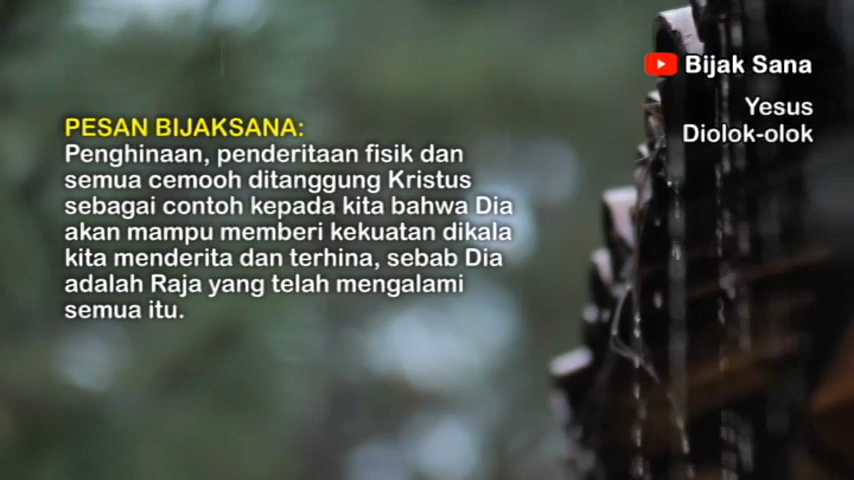 Bijak Sana
Yesus
Diolok-olok
PESAN BIJAKSANA:
Penghinaan, penderitaan fisik dan
semua cemooh ditanggung Kristus
sebagai contoh kepada kita bahwa Dia
akan mampu memberi kekuatan dikala
kita menderita dan terhina, sebab Dia
adalah Raja yang telah mengalami
semua itu.